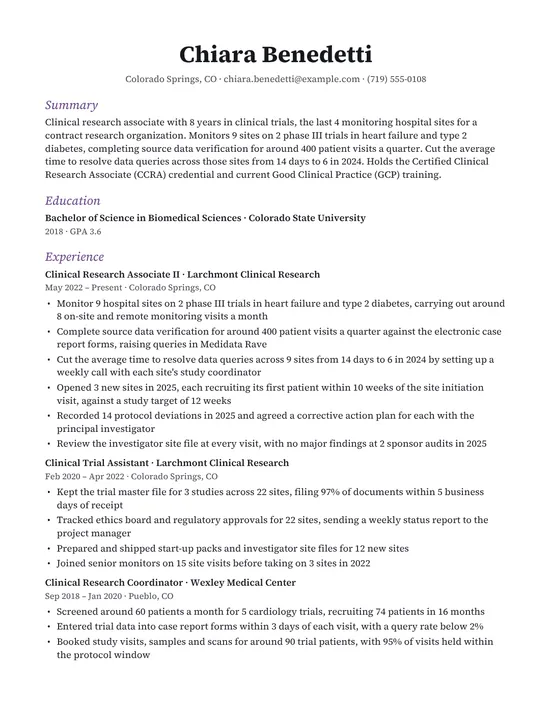 Chiara Benedetti
Colorado Springs, CO · chiara.benedetti@example.com · (719) 555-0108
Summary
Clinical research associate with 8 years in clinical trials, the last 4 monitoring hospital sites for a
contract research organization. Monitors 9 sites on 2 phase III trials in heart failure and type 2
diabetes, completing source data verification for around 400 patient visits a quarter. Cut the average
time to resolve data queries across those sites from 14 days to 6 in 2024. Holds the Certified Clinical
Research Associate (CCRA) credential and current Good Clinical Practice (GCP) training.
Education
Bachelor of Science in Biomedical Sciences · Colorado State University
2018 · GPA 3.6
Experience
Clinical Research Associate II · Larchmont Clinical Research
May 2022 – Present · Colorado Springs, CO
• Monitor 9 hospital sites on 2 phase III trials in heart failure and type 2 diabetes, carrying out around
8 on-site and remote monitoring visits a month
• Complete source data verification for around 400 patient visits a quarter against the electronic case
report forms, raising queries in Medidata Rave
• Cut the average time to resolve data queries across 9 sites from 14 days to 6 in 2024 by setting up a
weekly call with each site's study coordinator
• Opened 3 new sites in 2025, each recruiting its first patient within 10 weeks of the site initiation
visit, against a study target of 12 weeks
• Recorded 14 protocol deviations in 2025 and agreed a corrective action plan for each with the
principal investigator
• Review the investigator site file at every visit, with no major findings at 2 sponsor audits in 2025
Clinical Trial Assistant · Larchmont Clinical Research
Feb 2020 – Apr 2022 · Colorado Springs, CO
• Kept the trial master file for 3 studies across 22 sites, filing 97% of documents within 5 business
days of receipt
• Tracked ethics board and regulatory approvals for 22 sites, sending a weekly status report to the
project manager
• Prepared and shipped start-up packs and investigator site files for 12 new sites
• Joined senior monitors on 15 site visits before taking on 3 sites in 2022
Clinical Research Coordinator · Wexley Medical Center
Sep 2018 – Jan 2020 · Pueblo, CO
• Screened around 60 patients a month for 5 cardiology trials, recruiting 74 patients in 16 months
• Entered trial data into case report forms within 3 days of each visit, with a query rate below 2%
• Booked study visits, samples and scans for around 90 trial patients, with 95% of visits held within
the protocol window